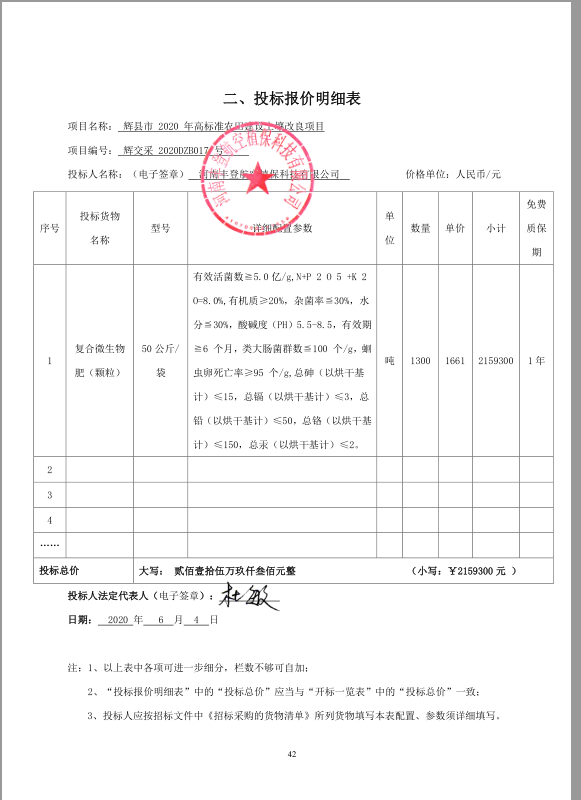 二、投标报价明细表
项目名称： 辉县市 2020 年高标准农田建设土壤改良项目
项目编号： 辉交采 2020DZB017 号
投标人名称：（电子签章） 河南丰登航空植保科技有限公司 价格单位：人民币/元
河南丰登航空植保科技有限公司
序号 投标货物名称 型号 详细配置参数 单位 数量 单价 小计 免费质保期
有效活菌数≧5.0 亿/g,N+P 2 O 5 +K 2
O=8.0%,有机质≥20%，杂菌率≦30%，水
分≦30%，酸碱度（PH）5.5-8.5，有效期
1 复合微生物肥（颗粒） 50 公斤/袋 ≧6 个月，类大肠菌群数≦100 个/g，蛔 吨 1300 1661 2159300 1 年
虫卵死亡率≥95 个/g,总砷（以烘干基
计）≤15，总镉（以烘干基计）≤3，总
铅（以烘干基计）≤50，总铬（以烘干基
计）≤150，总汞（以烘干基计）≤2。
2
3
4
……
投标总价 大写： 贰佰壹拾伍万玖仟叁佰元整 （小写：￥2159300 元 ）
投标人法定代表人（电子签章）： 杜敏
日期： 2020 年 6 月 4 日
注：1、以上表中各项可进一步细分，栏数不够可自加；
2、“投标报价明细表”中的“投标总价”应当与“开标一览表”中的“投标总价”一致；
3、投标人应按招标文件中《招标采购的货物清单》所列货物填写本表配置、参数须详细填写。
42